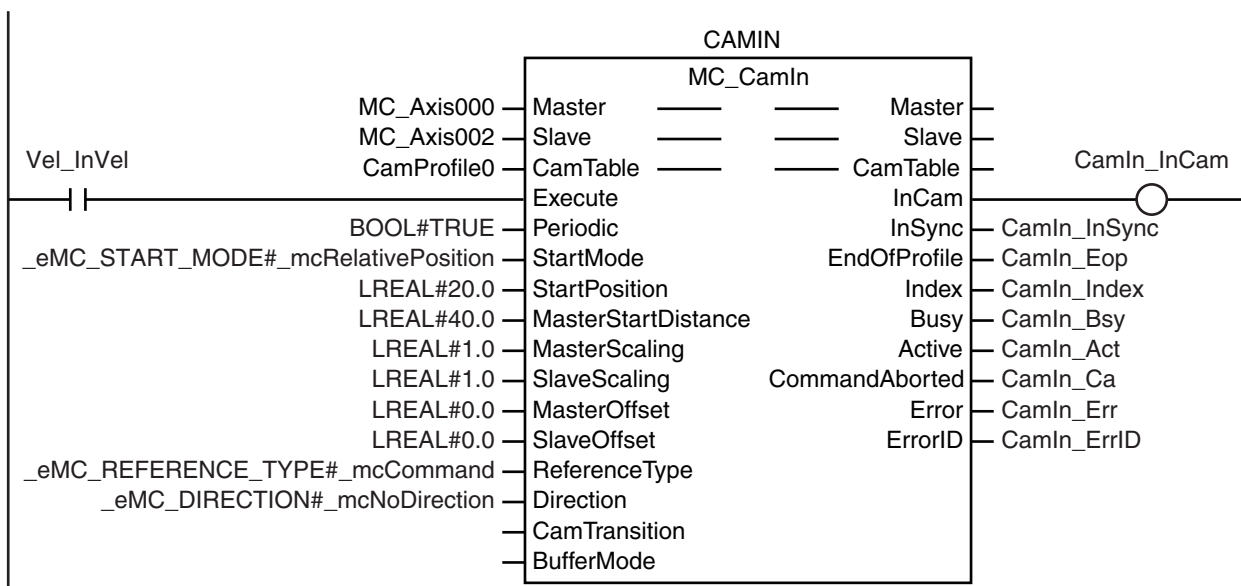 CAMIN
MC_CamIn
MC_Axis000 Master Master
MC_Axis002 Slave Slave
Vel_InVel CamProfile0 CamTable CamTable CamIn_InCam
Execute InCam
BOOL#TRUE Periodic InSync CamIn_InSync
_eMC_START_MODE#_mcRelativePosition StartMode EndOfProfile CamIn_Eop
LREAL#20.0 StartPosition Index CamIn_Index
LREAL#40.0 MasterStartDistance Busy CamIn_Bsy
LREAL#1.0 MasterScaling Active CamIn_Act
LREAL#1.0 SlaveScaling CommandAborted CamIn_Ca
LREAL#0.0 MasterOffset Error CamIn_Err
LREAL#0.0 SlaveOffset ErrorID CamIn_ErrID
_eMC_REFERENCE_TYPE#_mcCommand ReferenceType
_eMC_DIRECTION#_mcNoDirection Direction
CamTransition
BufferMode